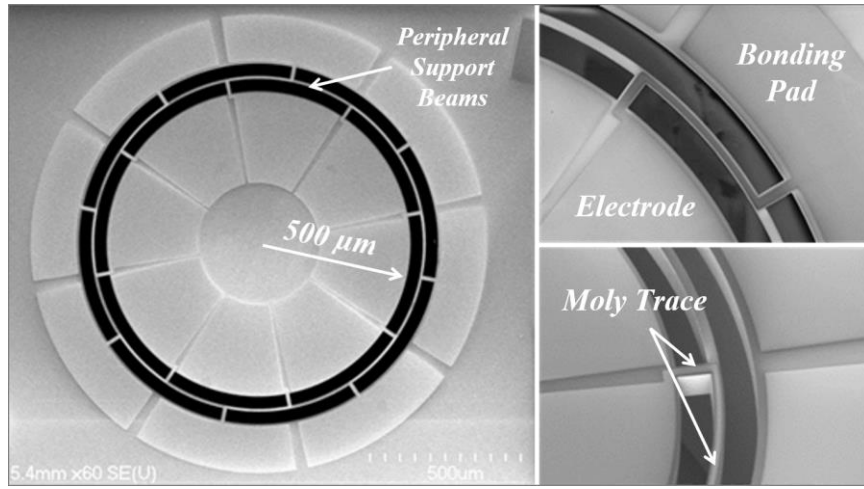 Peripheral
Support
Beams
500 µm
5.4mm x60 SE(U)
500um
Bonding
Pad
Electrode
Moly Trace